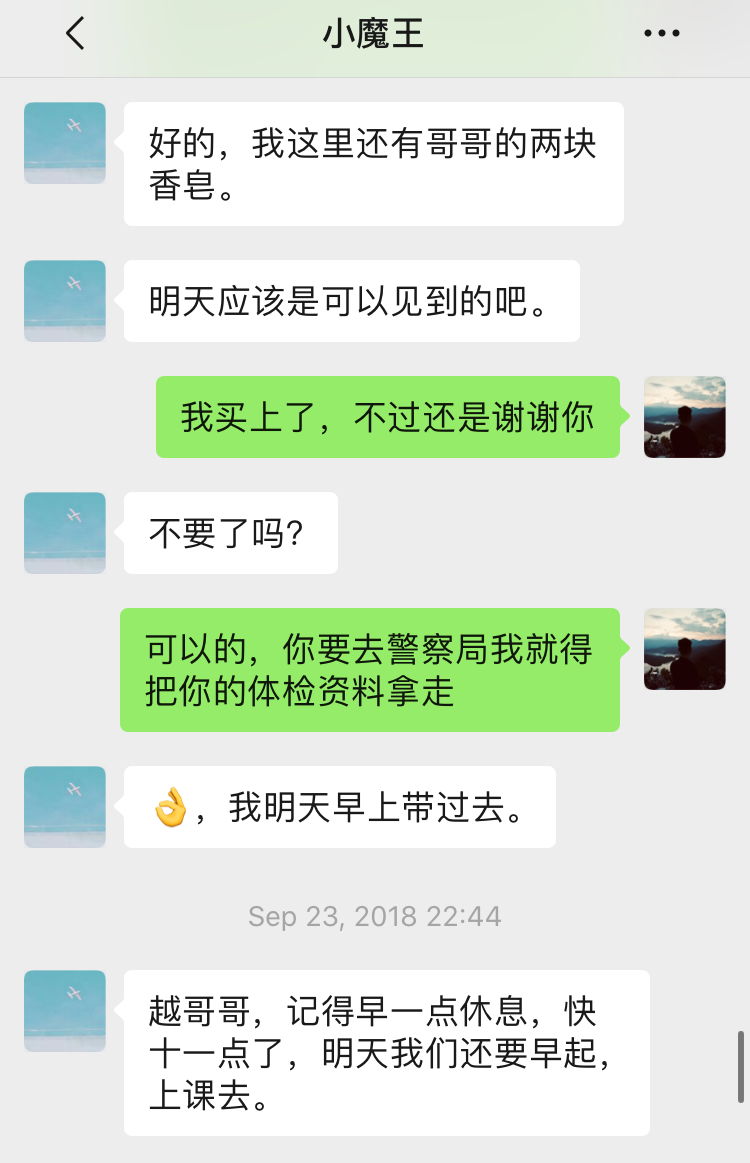 小魔王
好的，我这里还有哥哥的两块
香皂。
明天应该是可以见到的吧。
我买上了，不过还是谢谢你
不要了吗?
可以的，你要去警察局我就得
把你的体检资料拿走
👌，我明天早上带过去。
Sep 23, 2018 22:44
越哥哥，记得早一点休息，快
十一点了，明天我们还要早起，
上课去。